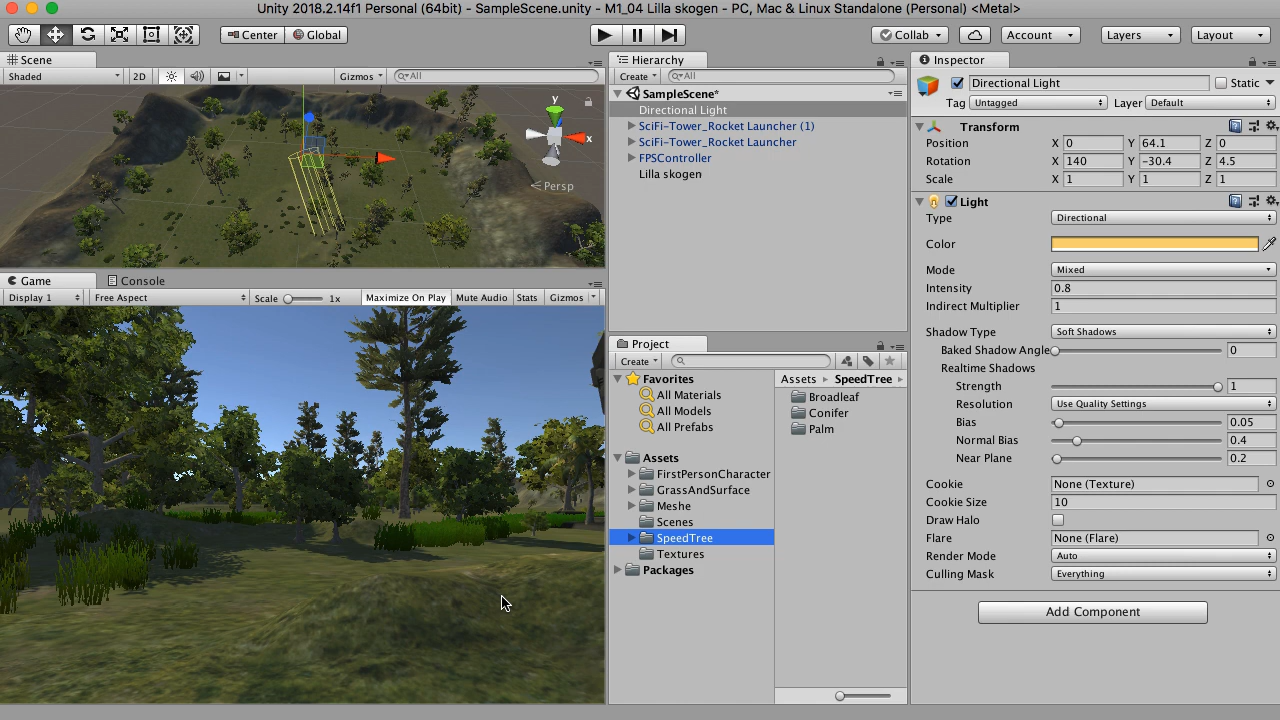 Unity 2018.2.14f1 Personal (64bit) - SampleScene.unity - M1_04 Lilla skogen - PC, Mac & Linux Standalone (Personal) <Metal>
Center Global Collab Account Layers Layout
Scene
Shaded 2D Gizmos All
y
x
Persp
Game Console
Display 1 Free Aspect Scale 1x Maximize On Play Mute Audio Stats Gizmos
Hierarchy
Create All
SampleScene*
Directional Light
SciFi-Tower_Rocket Launcher (1)
SciFi-Tower_Rocket Launcher
FPSController
Lilla skogen
Project
Create
Favorites
All Materials
All Models
All Prefabs
Assets
FirstPersonCharacter
GrassAndSurface
Meshe
Scenes
SpeedTree
Textures
Packages
Assets SpeedTree
Broadleaf
Conifer
Palm
Inspector
Directional Light Static
Tag Untagged Layer Default
Transform
Position X 0 Y 64.1 Z 0
Rotation X 140 Y -30.4 Z 4.5
Scale X 1 Y 1 Z 1
Light
Type Directional
Color
Mode Mixed
Intensity 0.8
Indirect Multiplier 1
Shadow Type Soft Shadows
Baked Shadow Angle 0
Realtime Shadows
Strength 1
Resolution Use Quality Settings
Bias 0.05
Normal Bias 0.4
Near Plane 0.2
Cookie None (Texture)
Cookie Size 10
Draw Halo
Flare None (Flare)
Render Mode Auto
Culling Mask Everything
Add Component